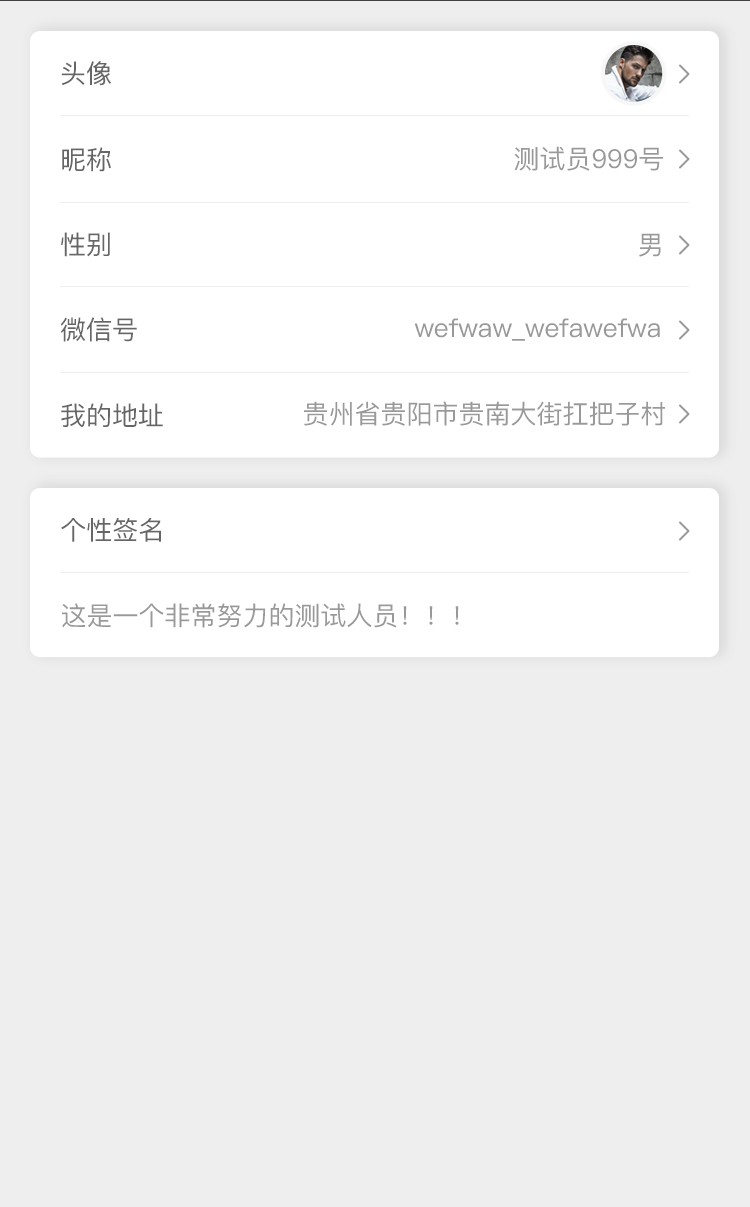 头像
昵称 测试员999号
性别 男
微信号 wefwaw_wefawefwa
我的地址 贵州省贵阳市贵南大街扛把子村
个性签名
这是一个非常努力的测试人员！！！